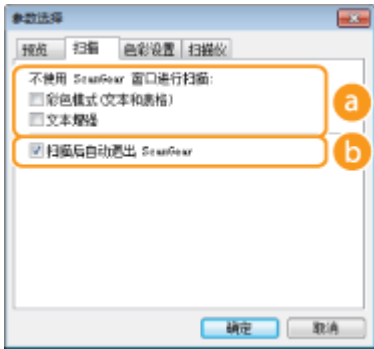 参数选择
预览 扫描 色彩设置 扫描仪
不使用 ScanGear 窗口进行扫描:
彩色模式(文本和表格)
文本增强
a
扫描后自动退出 ScanGear
b
确定 取消